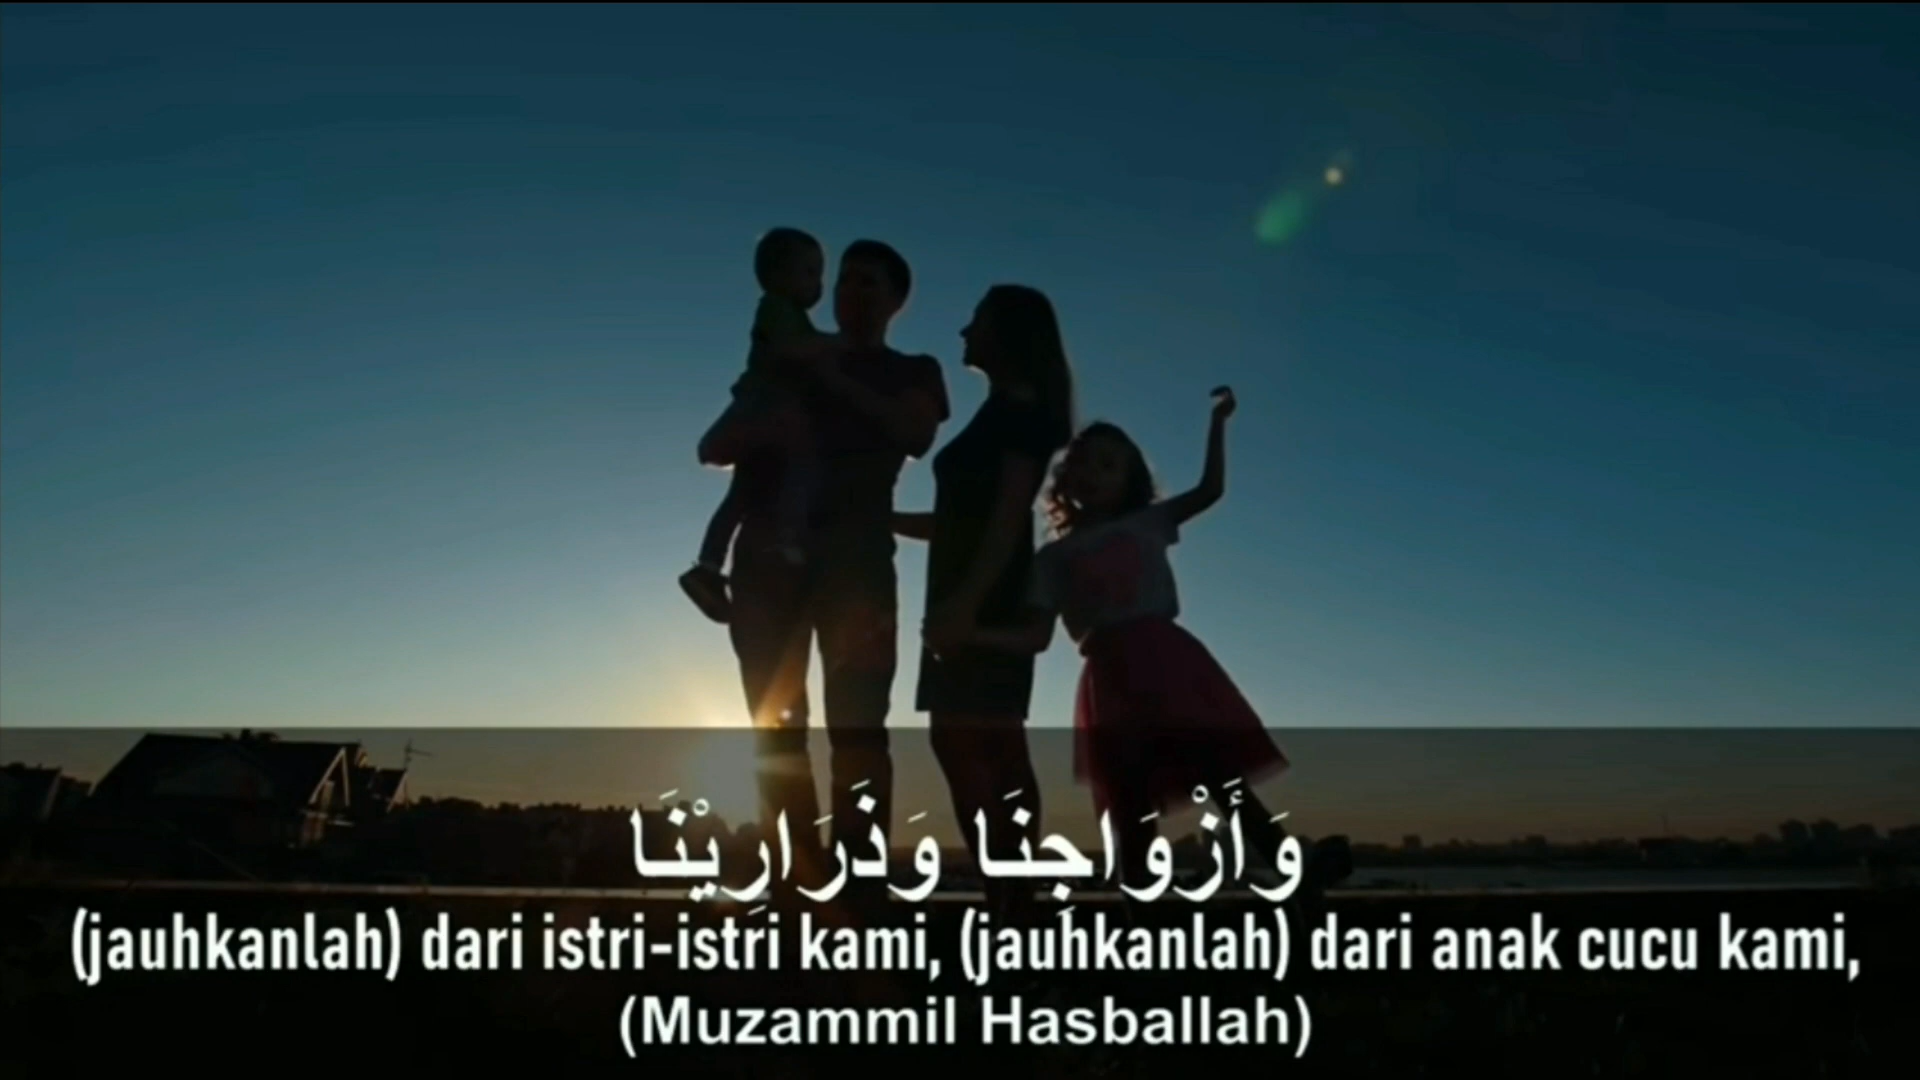 وَأَزْوَاجِنَا وَذَرَارِيْنَا
(jauhkanlah) dari istri-istri kami, (jauhkanlah) dari anak cucu kami,
(Muzammil Hasballah)